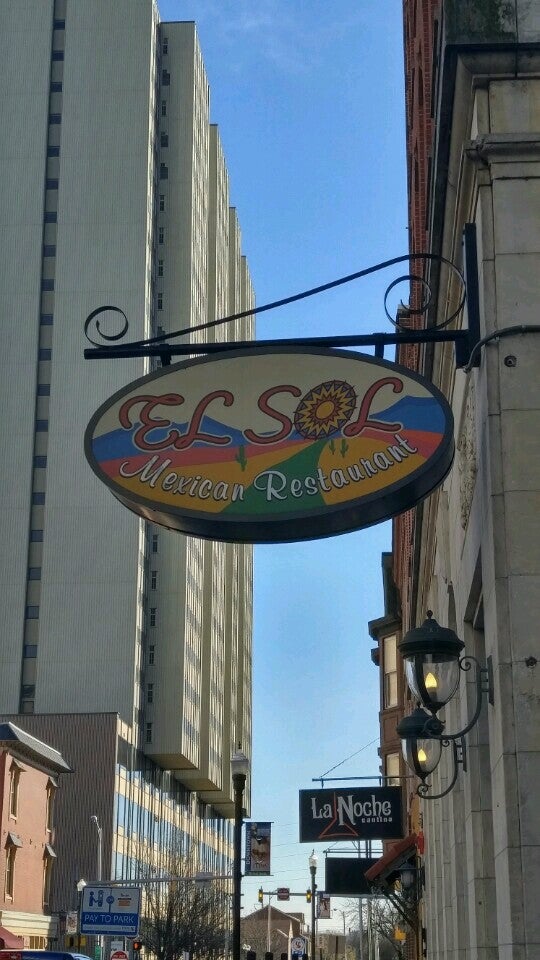 EL SOL
Mexican Restaurant
La Noche
cantina
PAY TO PARK